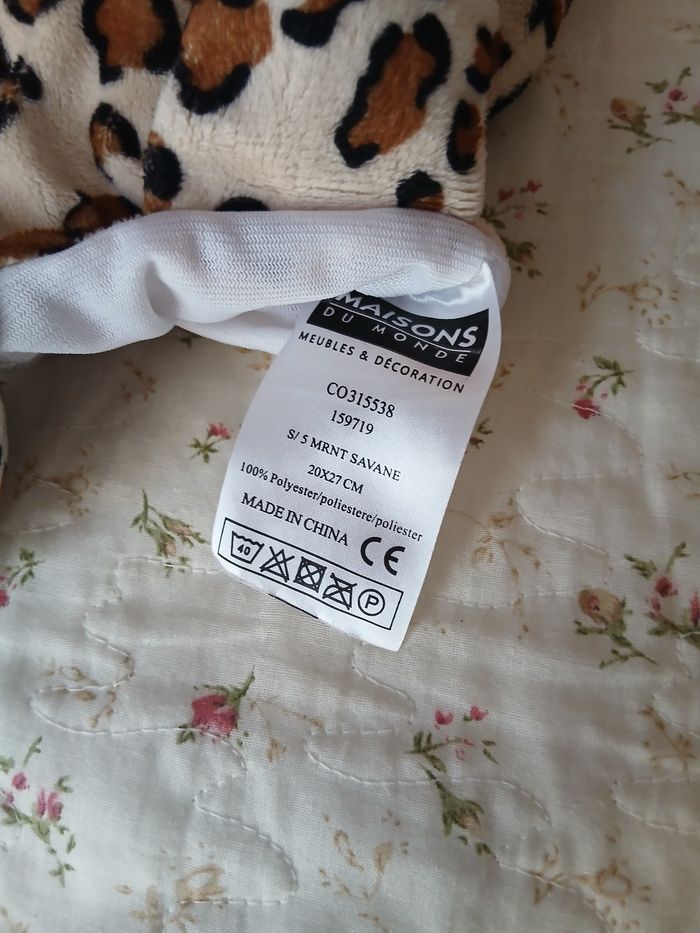 MAISONS
DU MONDE
MEUBLES & DÉCORATION
CO315538
159719
S/ 5 MRNT SAVANE
20X27 CM
100% Polyester/poliestere/poliester
MADE IN CHINA CE
40 P